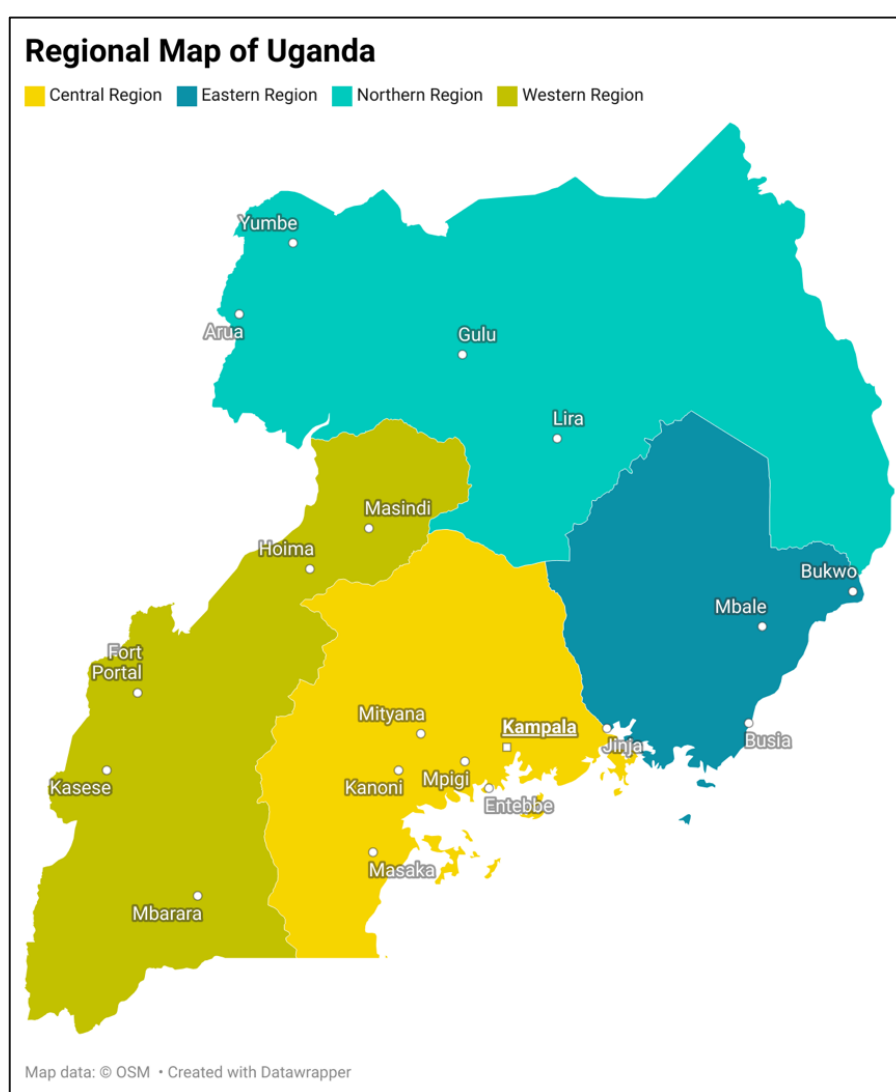 Regional Map of Uganda
Central Region Eastern Region Northern Region Western Region
Yumbe
Arua
Gulu
Lira
Masindi
Hoima
Bukwo
Mbale
Fort
Portal
Mityana
Kampala
Jinja
Busia
Kasese
Kanoni
Mpigi
Entebbe
Masaka
Mbarara
Map data: © OSM • Created with Datawrapper